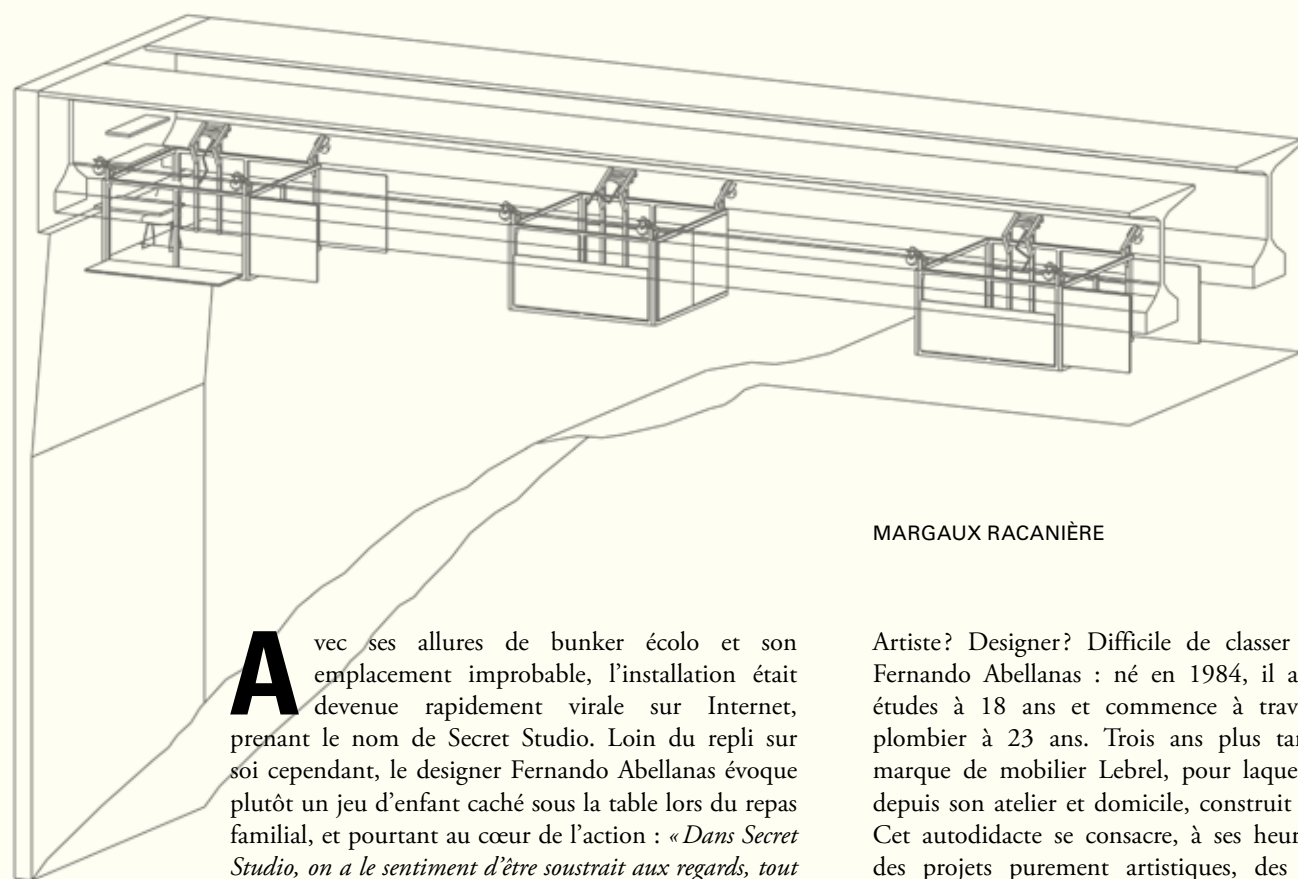 MARGAUX RACANIÈRE
Avec ses allures de bunker écolo et son
emplacement improbable, l’installation était
devenue rapidement virale sur Internet,
prenant le nom de Secret Studio. Loin du repli sur
soi cependant, le designer Fernando Abellanas évoque
plutôt un jeu d’enfant caché sous la table lors du repas
familial, et pourtant au cœur de l’action : « Dans Secret
Studio, on a le sentiment d’être soustrait aux regards, tout
Artiste? Designer? Difficile de classer
Fernando Abellanas : né en 1984, il a
études à 18 ans et commence à trav
plombier à 23 ans. Trois ans plus tar
marque de mobilier Lebrel, pour laque
depuis son atelier et domicile, construit
Cet autodidacte se consacre, à ses heur
des projets purement artistiques, des